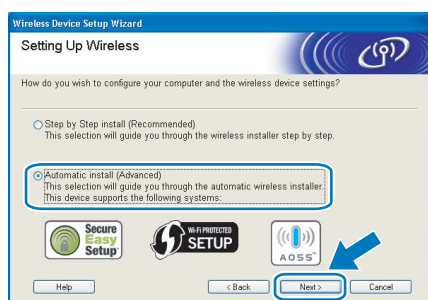 Wireless Device Setup Wizard
Setting Up Wireless
How do you wish to configure your computer and the wireless device settings?
Step by Step install (Recommended)
This selection will guide you through the wireless installer step by step.
Automatic install (Advanced)
This selection will guide you through the automatic wireless installer.
This device supports the following systems:
Secure
Easy
Setup
WI-FI PROTECTED
SETUP
AOSS™
Help
< Back
Next >
Cancel